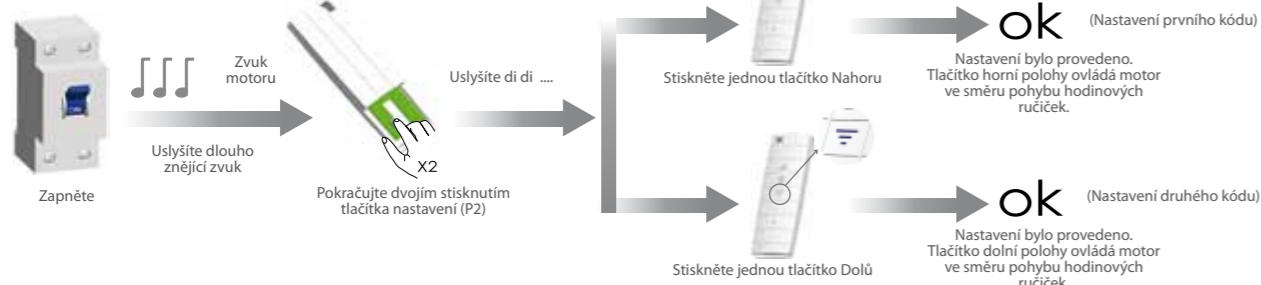 Zapněte
Zvuk
motoru
Uslyšíte dlouho
znějící zvuk
X2
Pokračujte dvojím stisknutím
tlačítka nastavení (P2)
Uslyšíte di di ....
Stiskněte jednou tlačítko Nahoru
ok
(Nastavení prvního kódu)
Nastavení bylo provedeno.
Tlačítko horní polohy ovládá motor
ve směru pohybu hodinových
ručiček.
Stiskněte jednou tlačítko Dolů
ok
(Nastavení druhého kódu)
Nastavení bylo provedeno.
Tlačítko dolní polohy ovládá motor
ve směru pohybu hodinových
ručiček